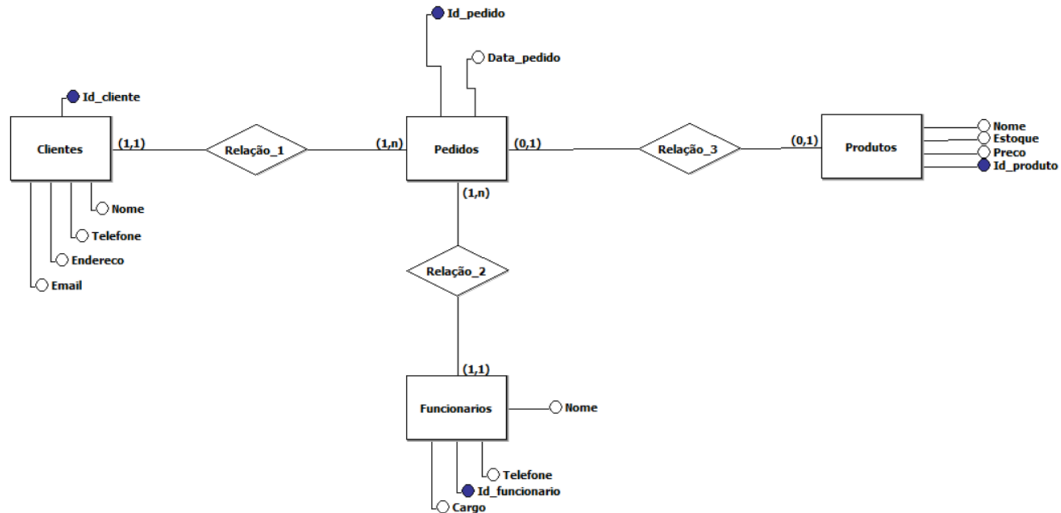 Id_pedido
Data_pedido
Id_cliente
Clientes
(1,1)
Relação_1
(1,n)
Pedidos
(0,1)
Relação_3
(0,1)
Produtos
Nome
Estoque
Preco
Id_produto
(1,n)
Nome
Telefone
Endereco
Email
Relação_2
(1,1)
Funcionarios
Nome
Telefone
Id_funcionario
Cargo